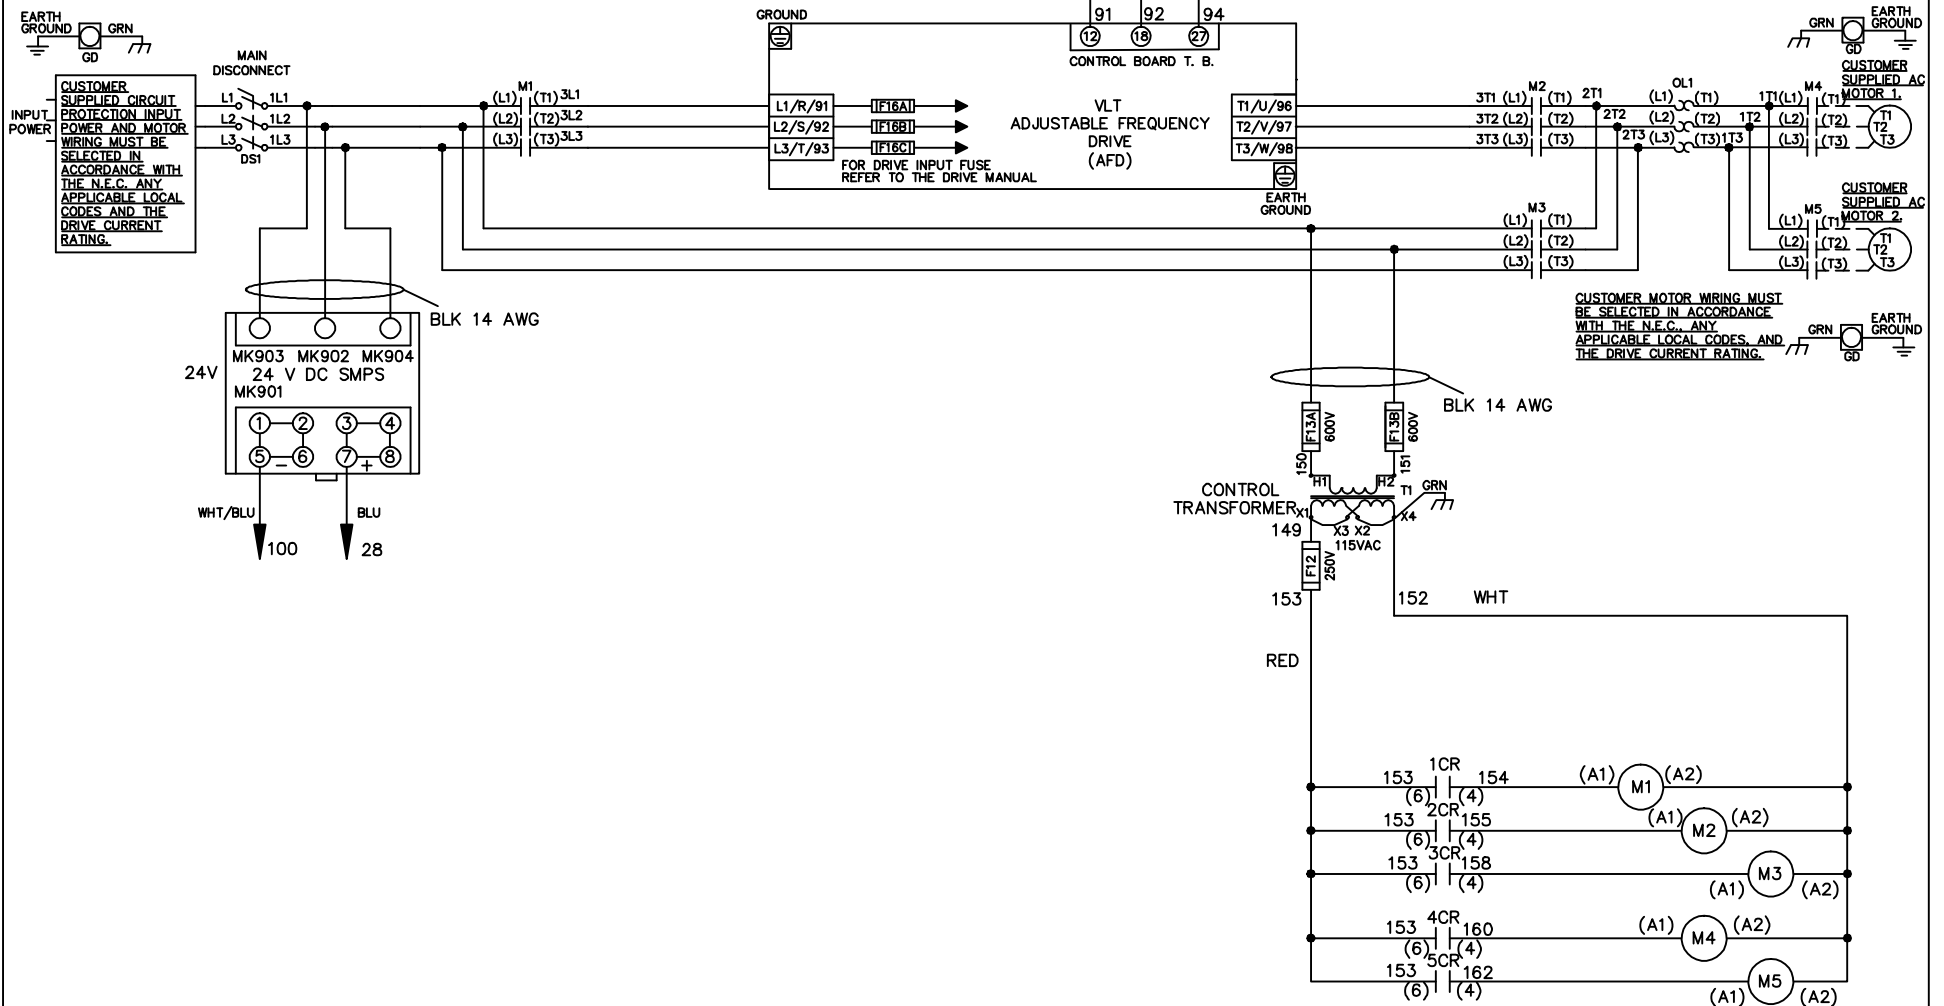 EARTH
GROUND
GRN
GD
MAIN
DISCONNECT
INPUT
POWER
CUSTOMER
SUPPLIED CIRCUIT
PROTECTION INPUT
POWER AND MOTOR
WIRING MUST BE
SELECTED IN
ACCORDANCE WITH
THE N.E.C. ANY
APPLICABLE LOCAL
CODES AND THE
DRIVE CURRENT
RATING.
L1 1L1
L2 1L2
L3 1L3
DS1
M1
(L1) (T1) 3L1
(L2) (T2) 3L2
(L3) (T3) 3L3
GROUND
91 92 94
12 18 27
CONTROL BOARD T. B.
L1/R/91 F16A
L2/S/92 F16B
L3/T/93 F16C
FOR DRIVE INPUT FUSE
REFER TO THE DRIVE MANUAL
VLT
ADJUSTABLE FREQUENCY
DRIVE
(AFD)
T1/U/96
T2/V/97
T3/W/98
EARTH
GROUND
M2
3T1 (L1) (T1) 2T1
3T2 (L2) (T2) 2T2
3T3 (L3) (T3) 2T3
OL1
(L1) (T1) 1T1
(L2) (T2) 1T2
(L3) (T3) 1T3
M4
(L1) (T1)
(L2) (T2)
(L3) (T3)
GRN
EARTH
GROUND
GD
CUSTOMER
SUPPLIED AC
MOTOR 1.
T1
T2
T3
M3
(L1) (T1)
(L2) (T2)
(L3) (T3)
M5
(L1) (T1)
(L2) (T2)
(L3) (T3)
CUSTOMER
SUPPLIED AC
MOTOR 2.
T1
T2
T3
CUSTOMER MOTOR WIRING MUST
BE SELECTED IN ACCORDANCE
WITH THE N.E.C., ANY
APPLICABLE LOCAL CODES, AND
THE DRIVE CURRENT RATING.
GRN
EARTH
GROUND
GD
BLK 14 AWG
24V
MK903 MK902 MK904
24 V DC SMPS
MK901
1 2 3 4
5 - 6 7 + 8
WHT/BLU
BLU
100
28
BLK 14 AWG
F13A
600V
F13B
600V
150
151
H1 H2
T1
GRN
CONTROL
TRANSFORMER
X1
X3 X2
X4
115VAC
149
F12
250V
153
152 WHT
RED
1CR
153 154 (A1) M1 (A2)
(6) (4)
2CR
153 155 (A1) M2 (A2)
(6) (4)
3CR
153 158 M3
(6) (4) (A1) (A2)
4CR
153 160 (A1) M4 (A2)
(6) (4)
5CR
153 162 M5
(6) (4) (A1) (A2)